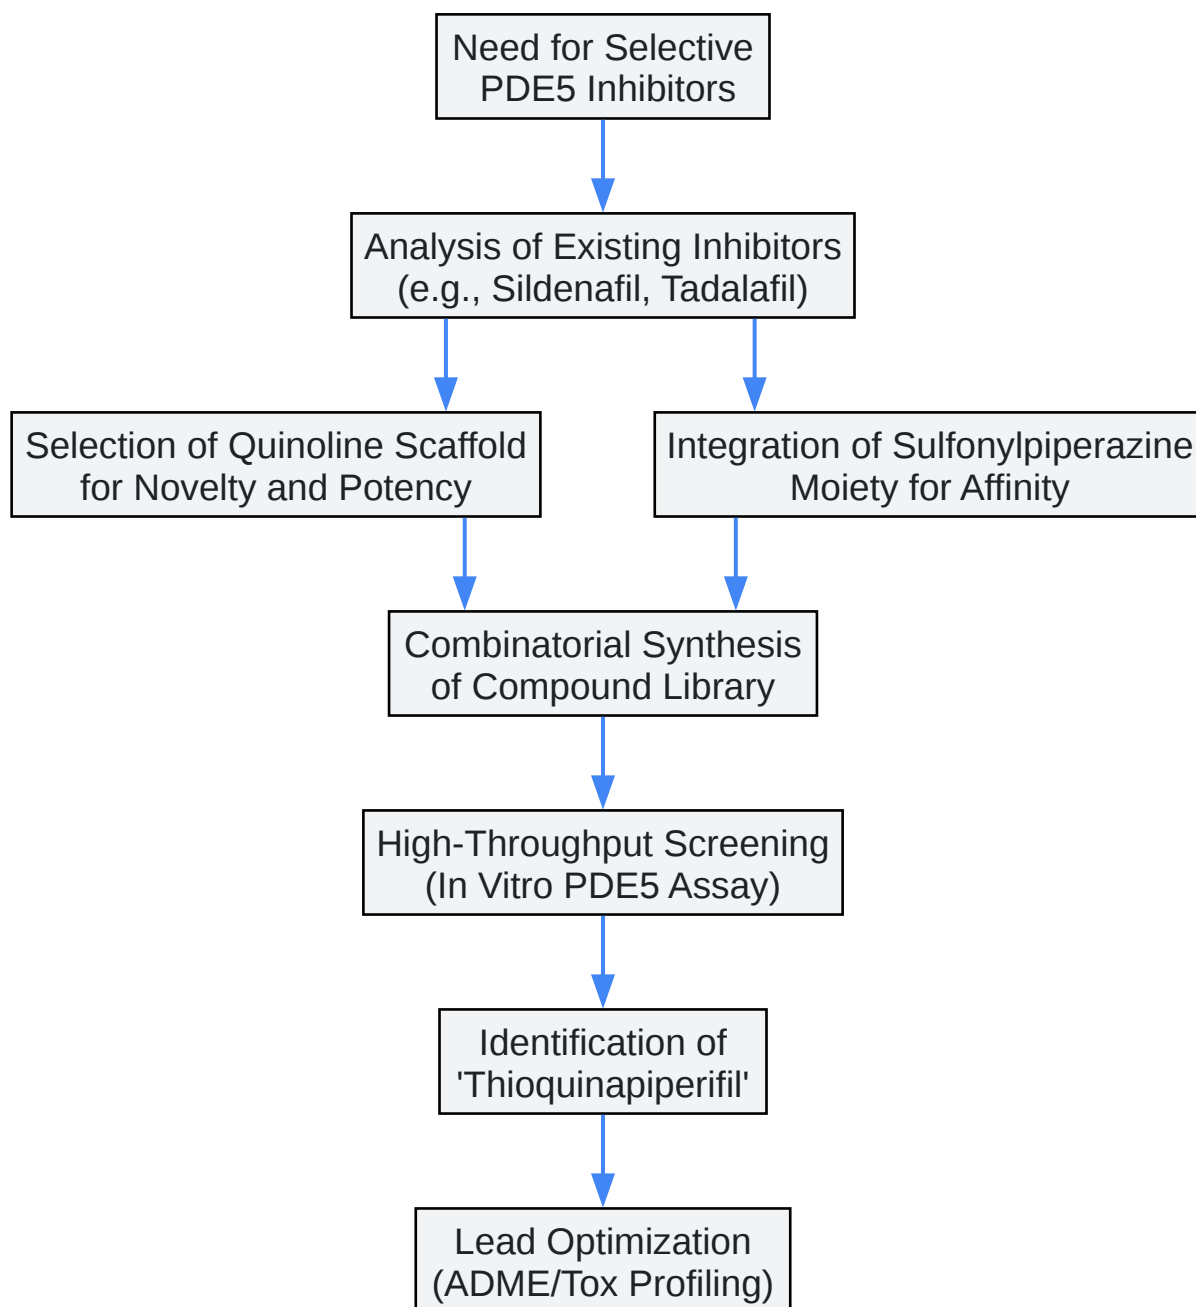 Need for Selective
PDE5 Inhibitors
Analysis of Existing Inhibitors
(e.g., Sildenafil, Tadalafil)
Selection of Quinoline Scaffold
for Novelty and Potency
Integration of Sulfonylpiperazine
Moiety for Affinity
Combinatorial Synthesis
of Compound Library
High-Throughput Screening
(In Vitro PDE5 Assay)
Identification of
'Thioquinapiperifil'
Lead Optimization
(ADME/Tox Profiling)